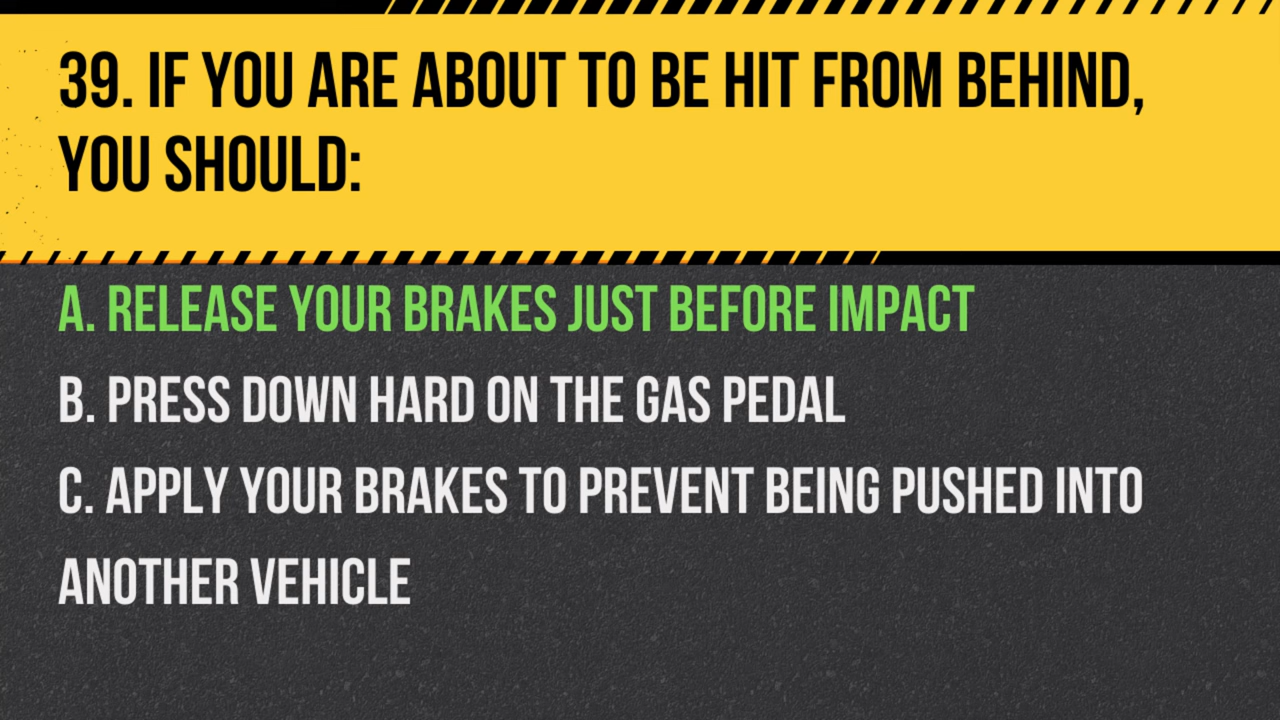 39. IF YOU ARE ABOUT TO BE HIT FROM BEHIND,
YOU SHOULD:
A. RELEASE YOUR BRAKES JUST BEFORE IMPACT
B. PRESS DOWN HARD ON THE GAS PEDAL
C. APPLY YOUR BRAKES TO PREVENT BEING PUSHED INTO
ANOTHER VEHICLE